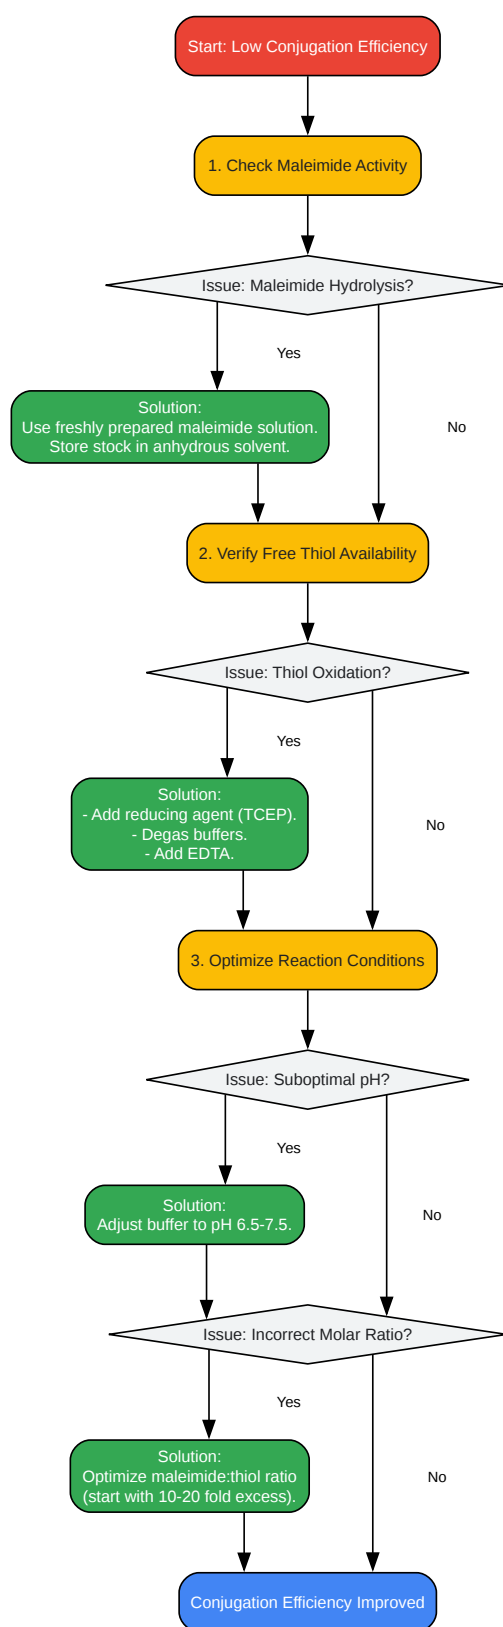 Start: Low Conjugation Efficiency
1. Check Maleimide Activity
Issue: Maleimide Hydrolysis?
Yes
Solution:
Use freshly prepared maleimide solution.
Store stock in anhydrous solvent.
No
2. Verify Free Thiol Availability
Issue: Thiol Oxidation?
Yes
Solution:
- Add reducing agent (TCEP).
- Degas buffers.
- Add EDTA.
No
3. Optimize Reaction Conditions
Issue: Suboptimal pH?
Yes
Solution:
Adjust buffer to pH 6.5-7.5.
No
Issue: Incorrect Molar Ratio?
Yes
Solution:
Optimize maleimide:thiol ratio
(start with 10-20 fold excess).
No
Conjugation Efficiency Improved